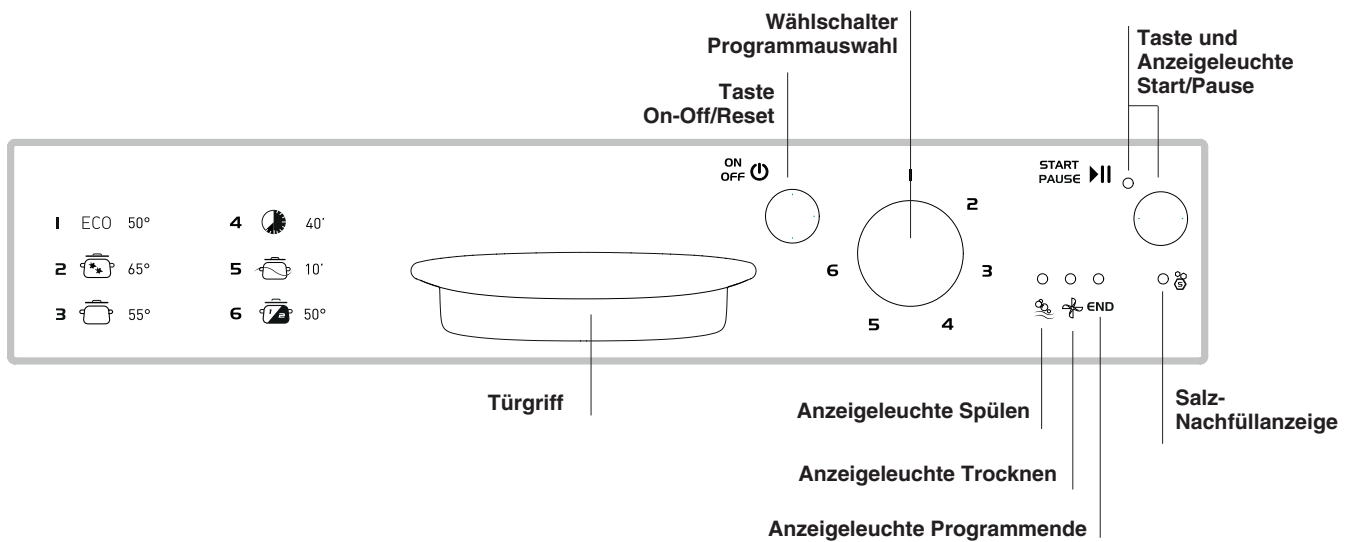 Wählschalter
Programmauswahl
Taste und
Anzeigeleuchte
Start/Pause
Taste
On-Off/Reset
ON
OFF
START
PAUSE
1 ECO 50°
2 65°
3 55°
4 40'
5 10'
6 50°
1
2
3
4
5
6
END
S
Türgriff
Anzeigeleuchte Spülen
Salz-
Nachfüllanzeige
Anzeigeleuchte Trocknen
Anzeigeleuchte Programmende